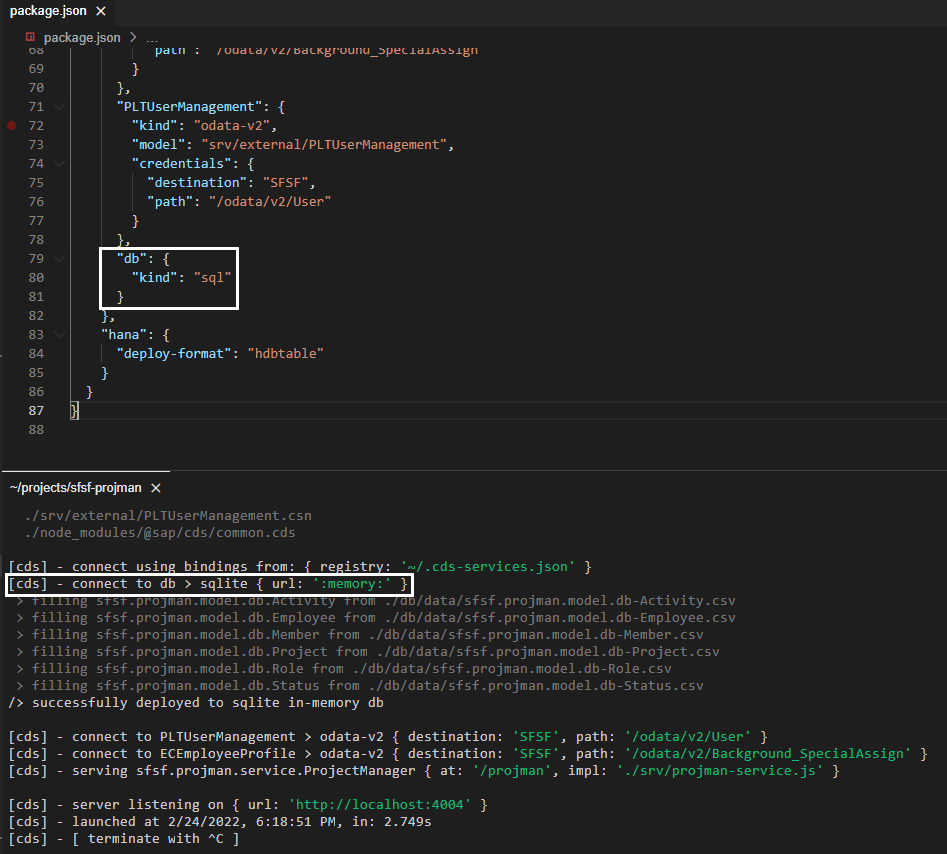 package.json
package.json > ...
68 "path": "/odata/v2/Background_SpecialAssign"
69 }
70 },
71 "PLTUserManagement": {
72 "kind": "odata-v2",
73 "model": "srv/external/PLTUserManagement",
74 "credentials": {
75 "destination": "SFSF",
76 "path": "/odata/v2/User"
77 }
78 },
79 "db": {
80 "kind": "sql"
81 }
82 },
83 "hana": {
84 "deploy-format": "hdbtable"
85 }
86 }
87 }
88
~/projects/sfsf-projman
./srv/external/PLTUserManagement.csn
./node_modules/@sap/cds/common.cds
[cds] - connect using bindings from: { registry: '~/.cds-services.json' }
[cds] - connect to db > sqlite { url: ':memory:' }
> filling sfsf.projman.model.db.Activity from ./db/data/sfsf.projman.model.db-Activity.csv
> filling sfsf.projman.model.db.Employee from ./db/data/sfsf.projman.model.db-Employee.csv
> filling sfsf.projman.model.db.Member from ./db/data/sfsf.projman.model.db-Member.csv
> filling sfsf.projman.model.db.Project from ./db/data/sfsf.projman.model.db-Project.csv
> filling sfsf.projman.model.db.Role from ./db/data/sfsf.projman.model.db-Role.csv
> filling sfsf.projman.model.db.Status from ./db/data/sfsf.projman.model.db-Status.csv
/> successfully deployed to sqlite in-memory db
[cds] - connect to PLTUserManagement > odata-v2 { destination: 'SFSF', path: '/odata/v2/User' }
[cds] - connect to ECEmployeeProfile > odata-v2 { destination: 'SFSF', path: '/odata/v2/Background_SpecialAssign' }
[cds] - serving sfsf.projman.service.ProjectManager { at: '/projman', impl: './srv/projman-service.js' }
[cds] - server listening on { url: 'http://localhost:4004' }
[cds] - launched at 2/24/2022, 6:18:51 PM, in: 2.749s
[cds] - [ terminate with ^C ]